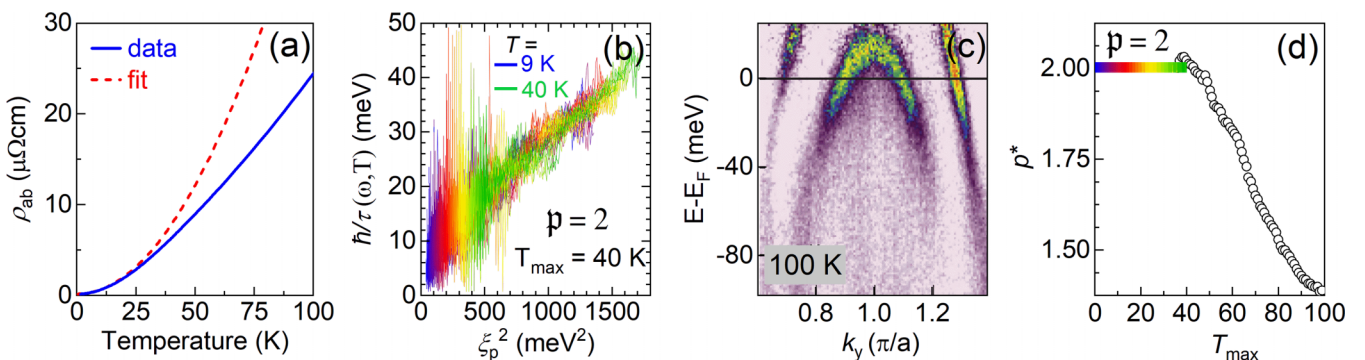 (a)
data
fit
30
20
10
0
ρab (μΩcm)
0 25 50 75 100
Temperature (K)
(b)
T =
9 K
40 K
𝔭 = 2
Tmax = 40 K
50
40
30
20
10
0
ℏ/τ (ω,T) (meV)
0 500 1000 1500
ξp² (meV²)
(c)
100 K
0
-40
-80
E-EF (meV)
0.8 1.0 1.2
ky (π/a)
(d)
𝔭 = 2
2.00
1.75
1.50
p*
0 20 40 60 80 100
Tmax